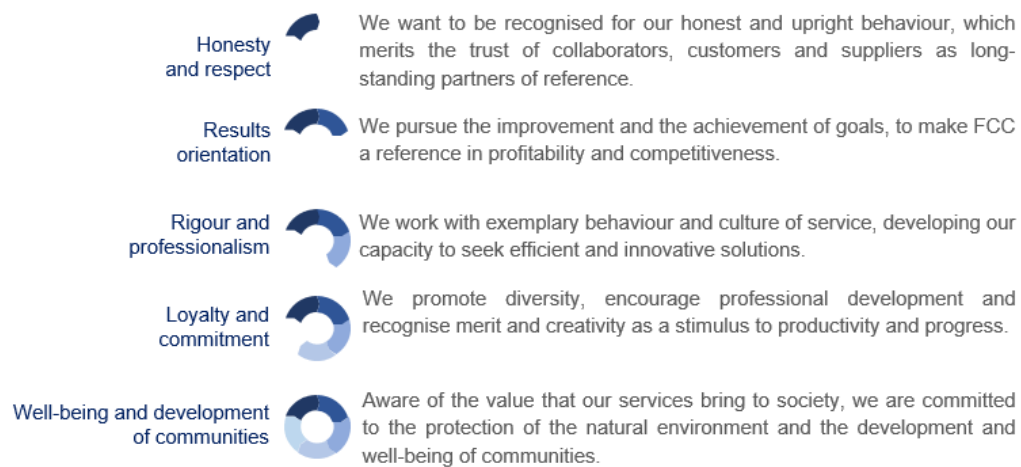 Honesty
and respect
We want to be recognised for our honest and upright behaviour, which
merits the trust of collaborators, customers and suppliers as long-
standing partners of reference.
Results
orientation
We pursue the improvement and the achievement of goals, to make FCC
a reference in profitability and competitiveness.
Rigour and
professionalism
We work with exemplary behaviour and culture of service, developing our
capacity to seek efficient and innovative solutions.
Loyalty and
commitment
We promote diversity, encourage professional development and
recognise merit and creativity as a stimulus to productivity and progress.
Well-being and development
of communities
Aware of the value that our services bring to society, we are committed
to the protection of the natural environment and the development and
well-being of communities.